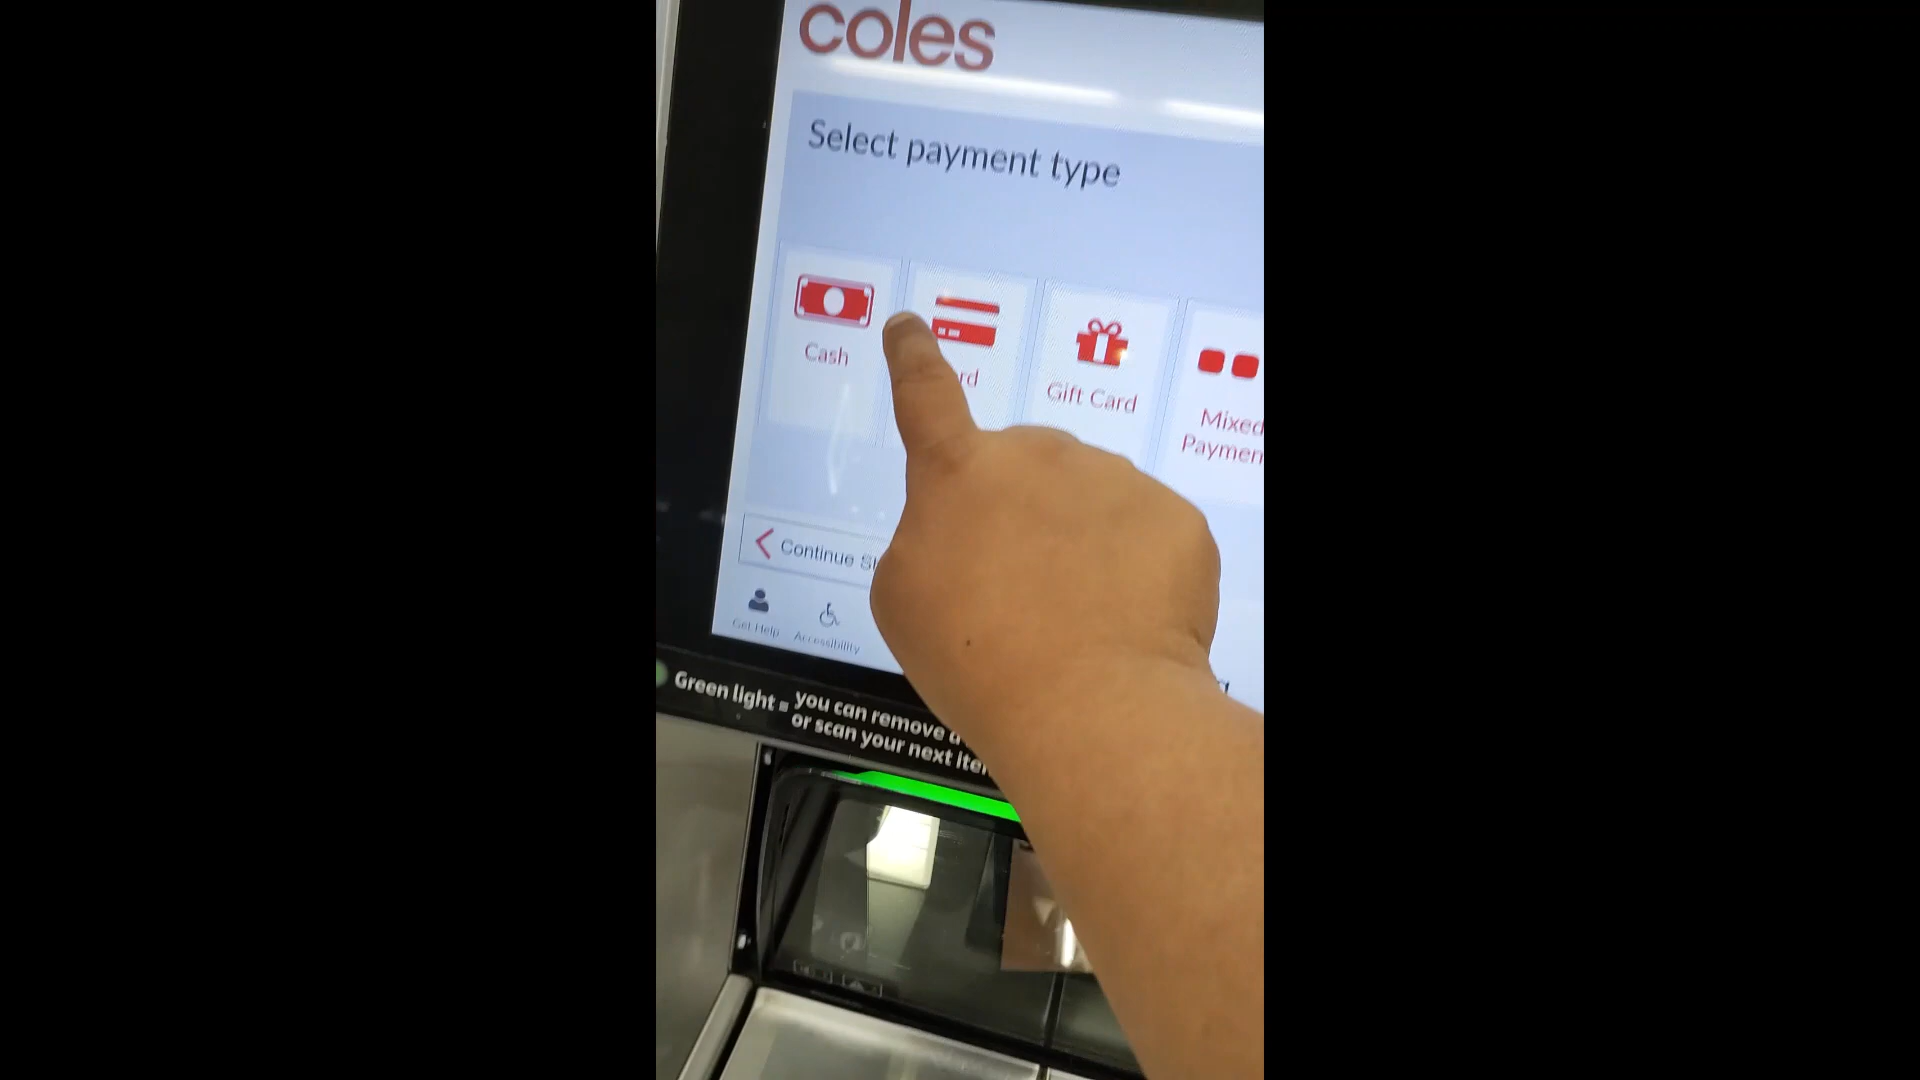 coles
Select payment type
Cash
rd
Gift Card
Mixed
Paymen
Continue S
Get Help
Accessibility
Green light = you can remove a
or scan your next ite